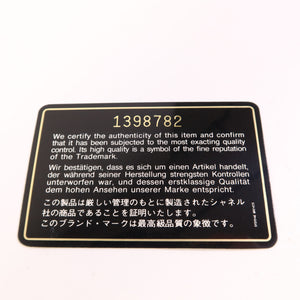 1398782
We certify the authenticity of this item and confirm
that it has been subjected to the most exacting quality
control. Its high quality is a symbol of the fine reputation
of the Trademark.
Wir bestätigen, dass es sich um einen Artikel handelt,
der während seiner Herstellung strengsten Kontrollen
unterworfen war, und dessen erstklassige Qualität
dem hohen Ansehen unserer Marke entspricht.
この製品は厳しい管理のもとに製造されたシャネル
社の商品であることを証明いたします。
このブランド・マークは最高級品質の象徴です。